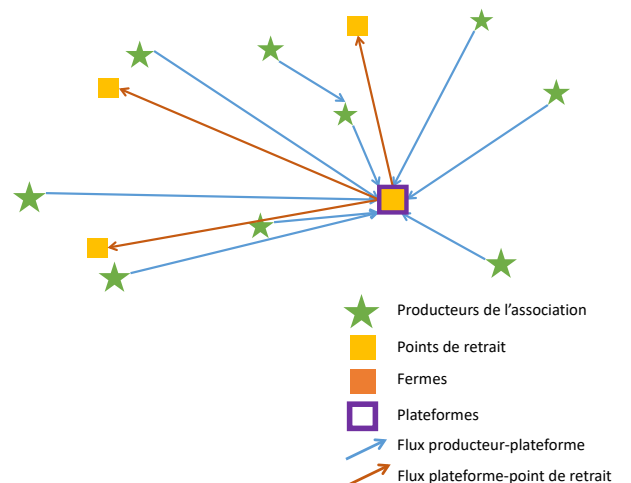 Producteurs de l’association
Points de retrait
Fermes
Plateformes
Flux producteur-plateforme
Flux plateforme-point de retrait